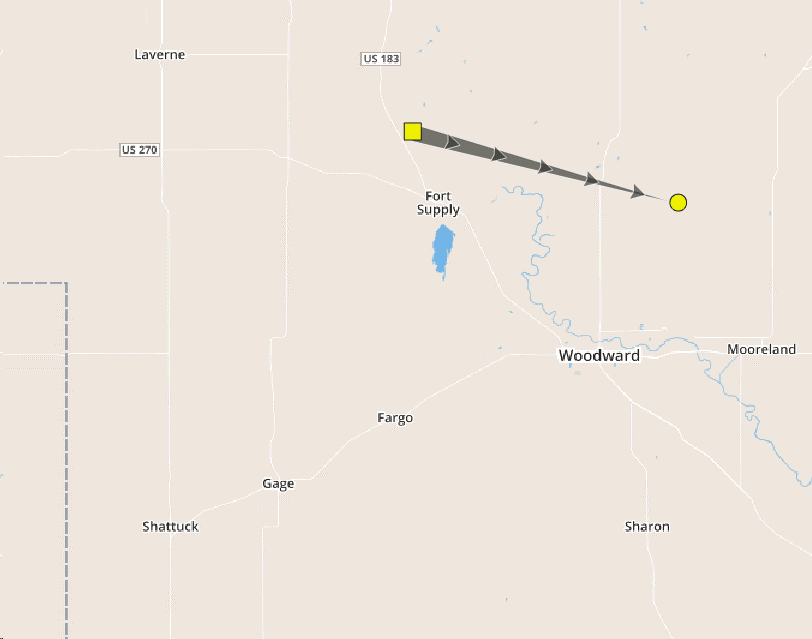 Laverne
US 183
US 270
Fort
Supply
Woodward
Mooreland
Fargo
Gage
Shattuck
Sharon